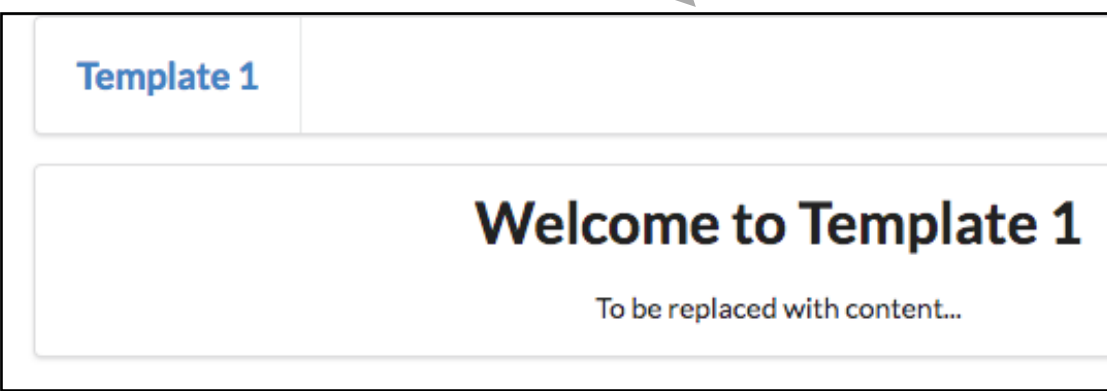 Template 1
Welcome to Template 1
To be replaced with content...